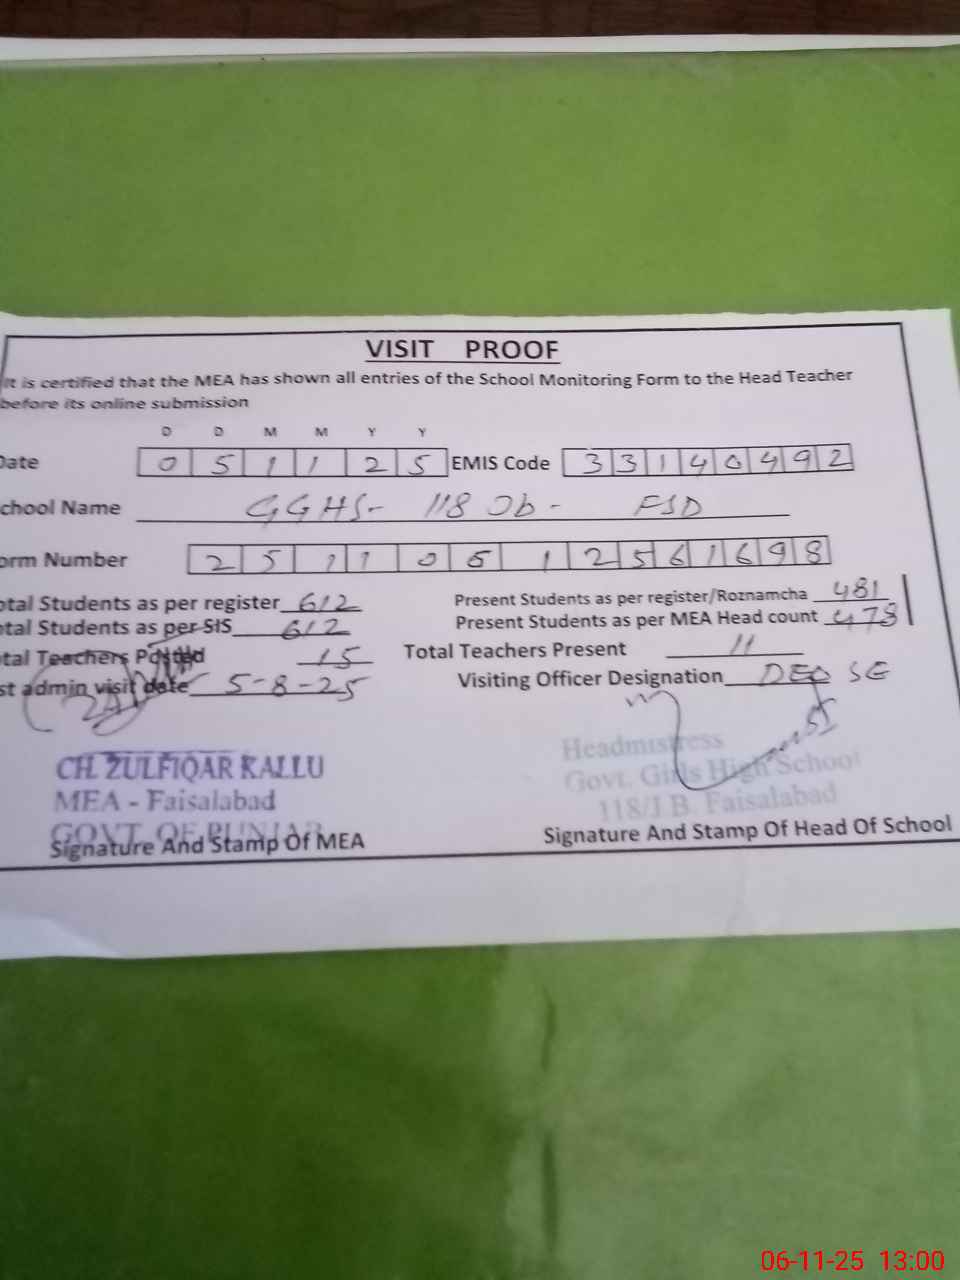 VISIT PROOF
It is certified that the MEA has shown all entries of the School Monitoring Form to the Head Teacher
before its online submission
D D M M Y Y
Date 0 5 1 1 2 5 EMIS Code 3 3 1 4 0 4 9 2
chool Name GGHS- 118 Jb - FSD
orm Number 2 5 1 1 0 5 1 2 5 6 1 6 9 8
otal Students as per register 612 Present Students as per register/Roznamcha 481
otal Students as per SIS 612 Present Students as per MEA Head count 478
tal Teachers Posted 15 Total Teachers Present 11
st admin visit date 5-8-25 Visiting Officer Designation DEO SE
CH. ZULFIQAR KALLU
MEA - Faisalabad
GOVT. OF PUNJAB
Signature And Stamp Of MEA
Headmistress
Govt. Girls High School
118/J.B. Faisalabad
Signature And Stamp Of Head Of School
06-11-25 13:00